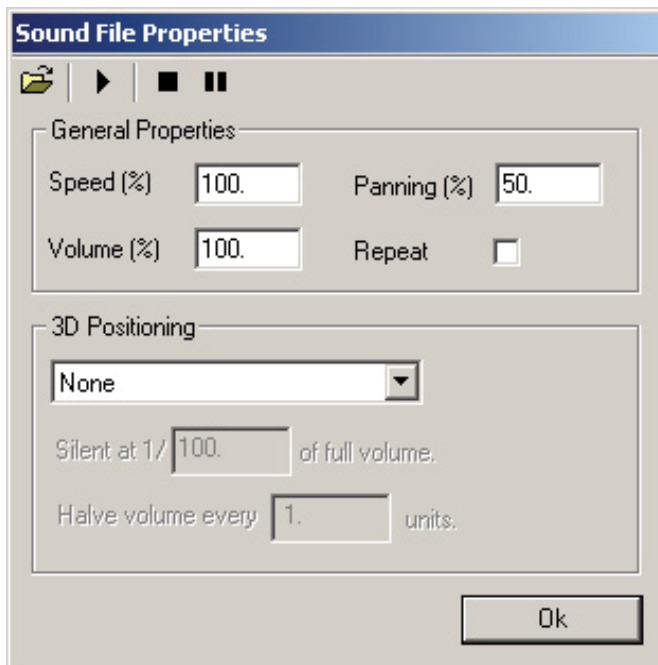 Sound File Properties
General Properties
Speed (%) 100. Panning (%) 50.
Volume (%) 100. Repeat
3D Positioning
None
Silent at 1/ 100. of full volume.
Halve volume every 1. units.
Ok